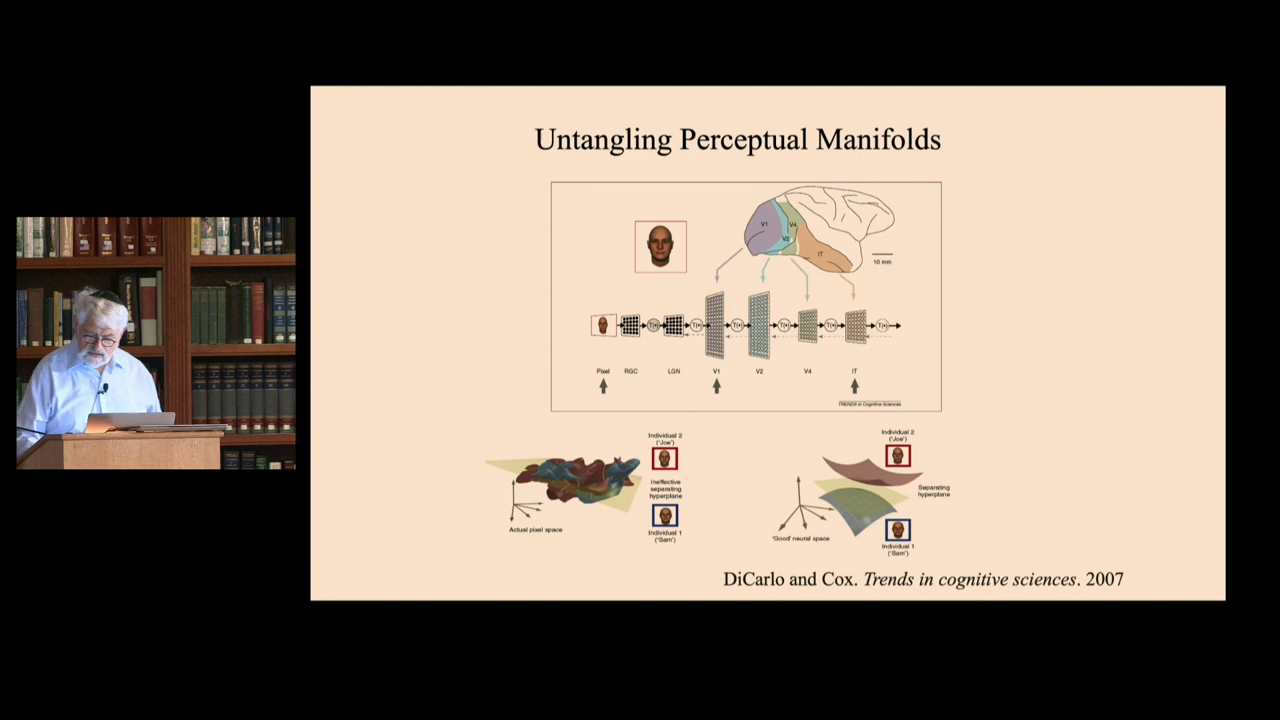 Untangling Perceptual Manifolds
V1
V4
V2
IT
10 mm
T(•)
T(•)
T(•)
T(•)
T(•)
T(•)
Pixel
RGC
LGN
V1
V2
V4
IT
TRENDS in Cognitive Sciences
Individual 2
('Joe')
Ineffective
separating
hyperplane
Individual 1
('Sam')
Actual pixel space
Individual 2
('Joe')
Separating
hyperplane
'Good' neural space
Individual 1
('Sam')
DiCarlo and Cox. Trends in cognitive sciences. 2007